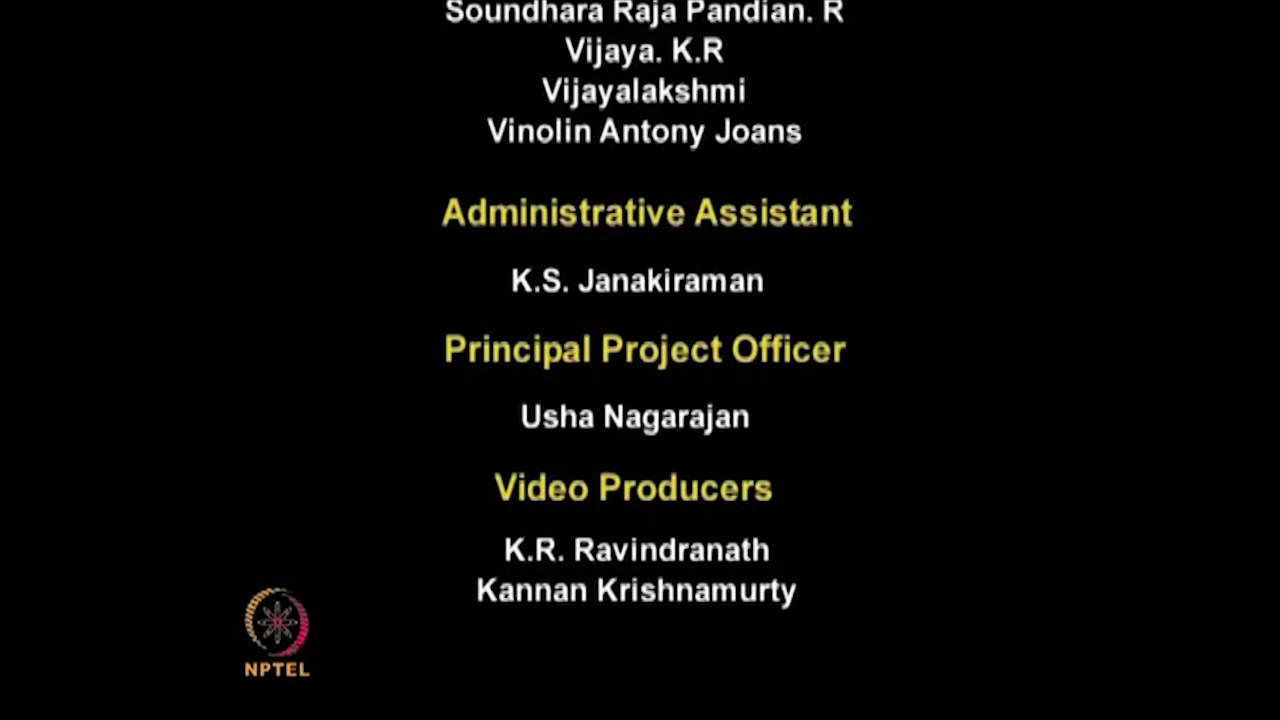 Soundhara Raja Pandian. R
Vijaya. K.R
Vijayalakshmi
Vinolin Antony Joans
Administrative Assistant
K.S. Janakiraman
Principal Project Officer
Usha Nagarajan
Video Producers
K.R. Ravindranath
Kannan Krishnamurty
NPTEL